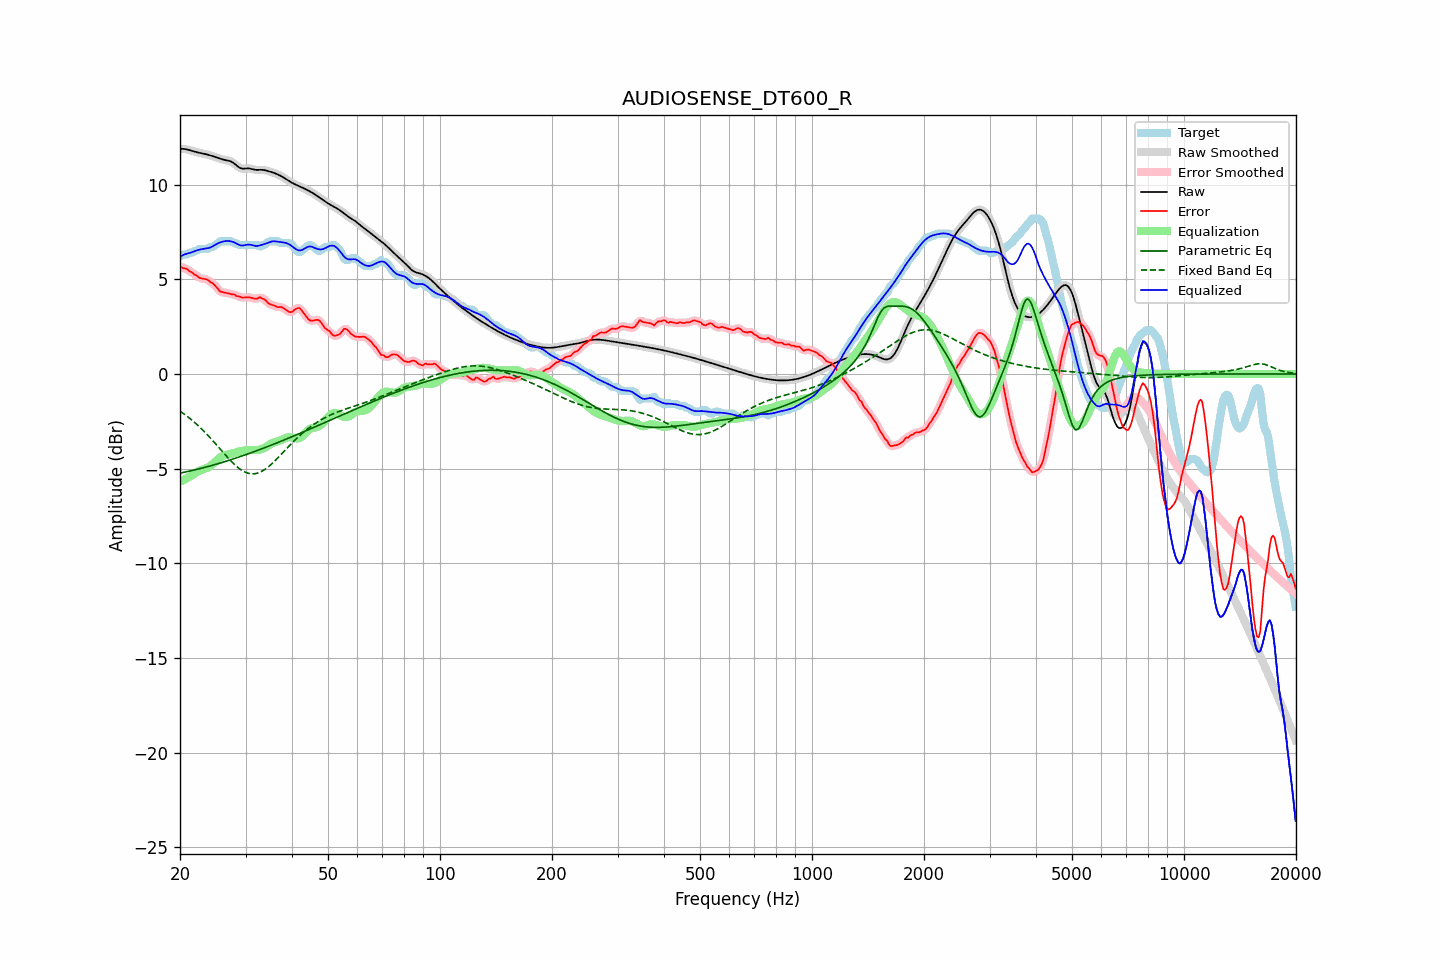 AUDIOSENSE_DT600_R
Target
Raw Smoothed
Error Smoothed
Raw
Error
Equalization
Parametric Eq
Fixed Band Eq
Equalized
10
5
0
−5
−10
−15
−20
−25
Amplitude (dBr)
20 50 100 200 500 1000 2000 5000 10000 20000
Frequency (Hz)